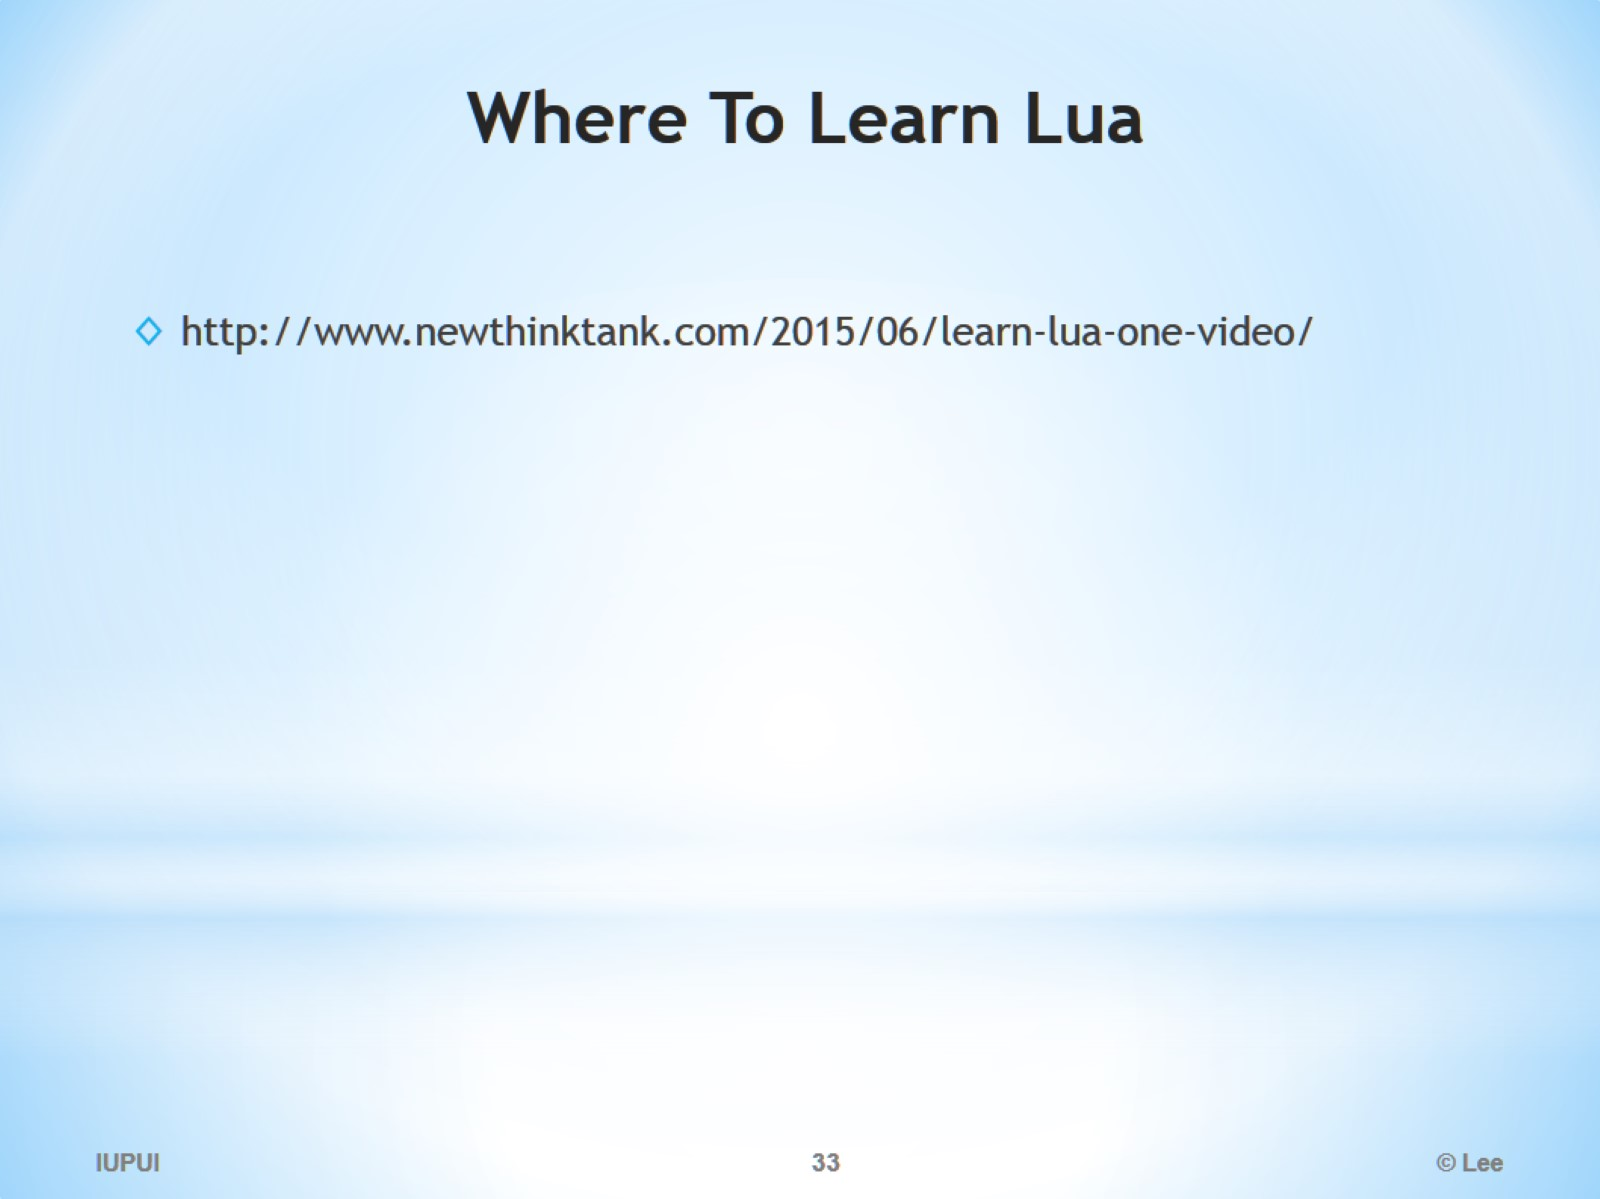 Where To Learn Lua
http://www.newthinktank.com/2015/06/learn-lua-one-video/
IUPUI
33
© Lee